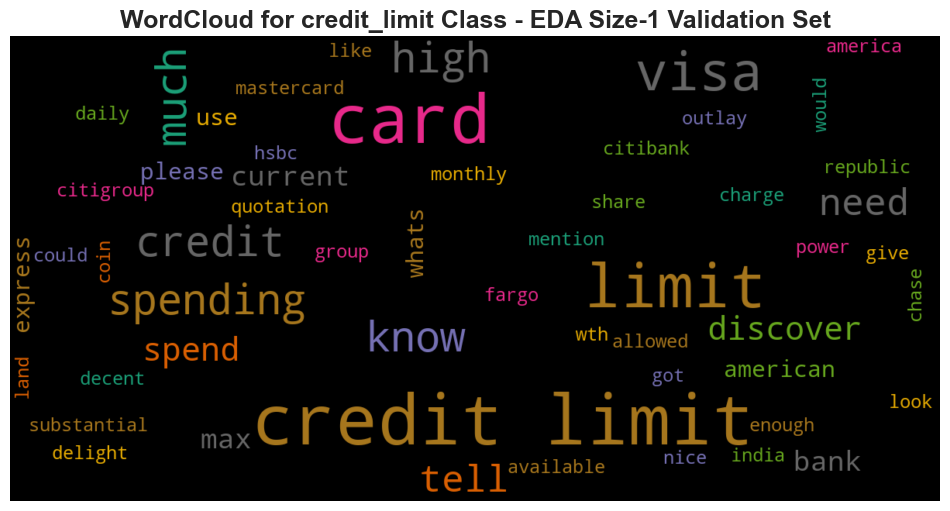 WordCloud for credit_limit Class - EDA Size-1 Validation Set
like
high
america
visa
much
mastercard
daily
use
card
outlay
would
hsbc
citibank
please
current
monthly
republic
citigroup
quotation
share
charge
need
whats
credit
group
mention
power
could
coin
give
express
spending
limit
fargo
chase
know
wth
allowed
discover
spend
land
decent
got
american
look
substantial
max
credit limit
enough
delight
tell
available
nice
india
bank